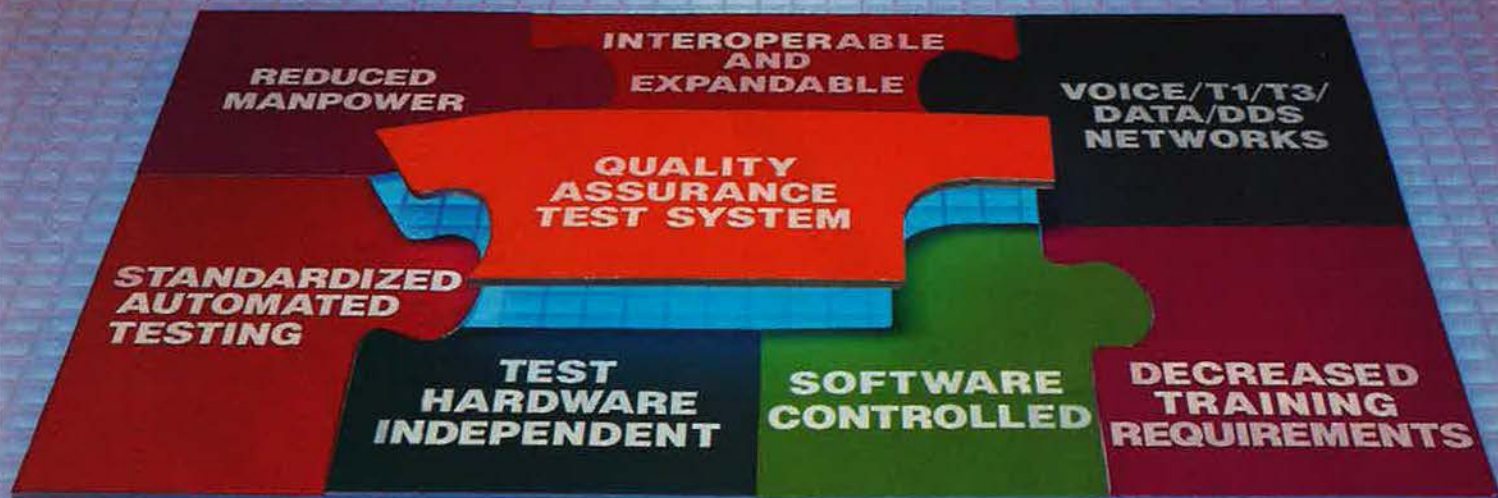 REDUCED
MANPOWER
INTEROPERABLE
AND
EXPANDABLE
VOICE/T1/T3/
DATA/DDS
NETWORKS
QUALITY
ASSURANCE
TEST SYSTEM
STANDARDIZED
AUTOMATED
TESTING
TEST
HARDWARE
INDEPENDENT
SOFTWARE
CONTROLLED
DECREASED
TRAINING
REQUIREMENTS